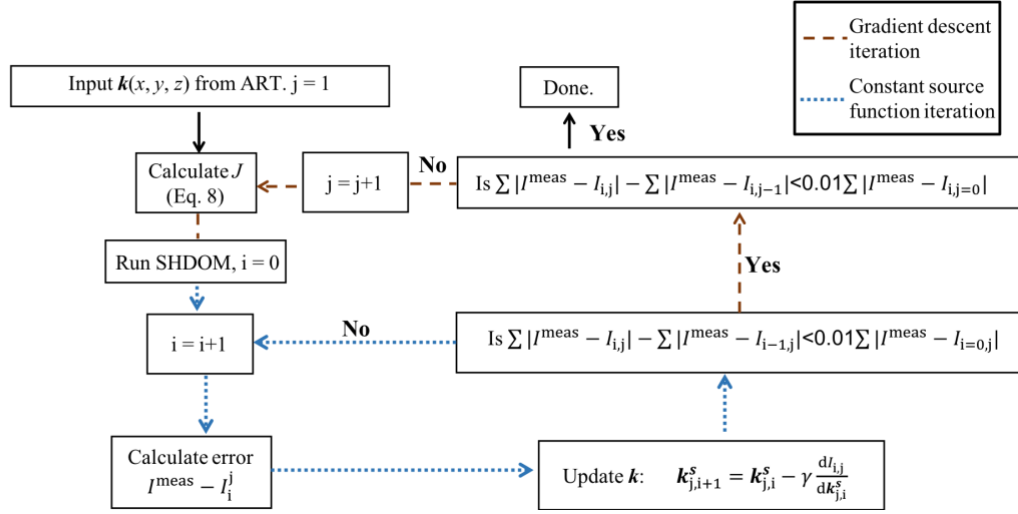 Gradient descent
iteration
Constant source
function iteration
Input k(x, y, z) from ART. j = 1
Done.
Yes
Calculate J
(Eq. 8)
j = j+1
No
Is ∑ |I^meas − I_i,j| − ∑ |I^meas − I_i,j−1|<0.01∑ |I^meas − I_i,j=0|
Run SHDOM, i = 0
Yes
i = i+1
No
Is ∑ |I^meas − I_i,j| − ∑ |I^meas − I_i−1,j|<0.01∑ |I^meas − I_i=0,j|
Calculate error
I^meas − I_i^j
Update k: k^s_j,i+1 = k^s_j,i − γ dI_i,j/dk^s_j,i